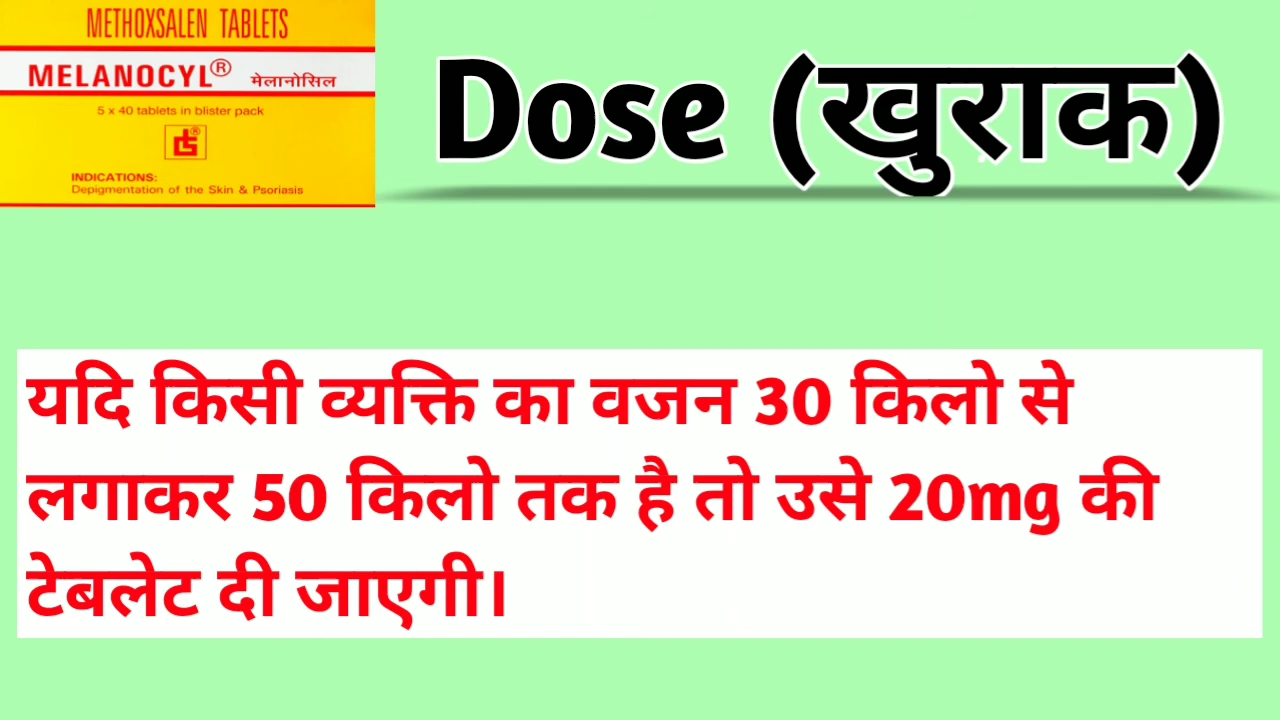 METHOXSALEN TABLETS
MELANOCYL® मेलानोसिल
5 x 40 tablets in blister pack
INDICATIONS:
Depigmentation of the Skin & Psoriasis
Dose (खुराक)
यदि किसी व्यक्ति का वजन 30 किलो से
लगाकर 50 किलो तक है तो उसे 20mg की
टेबलेट दी जाएगी।